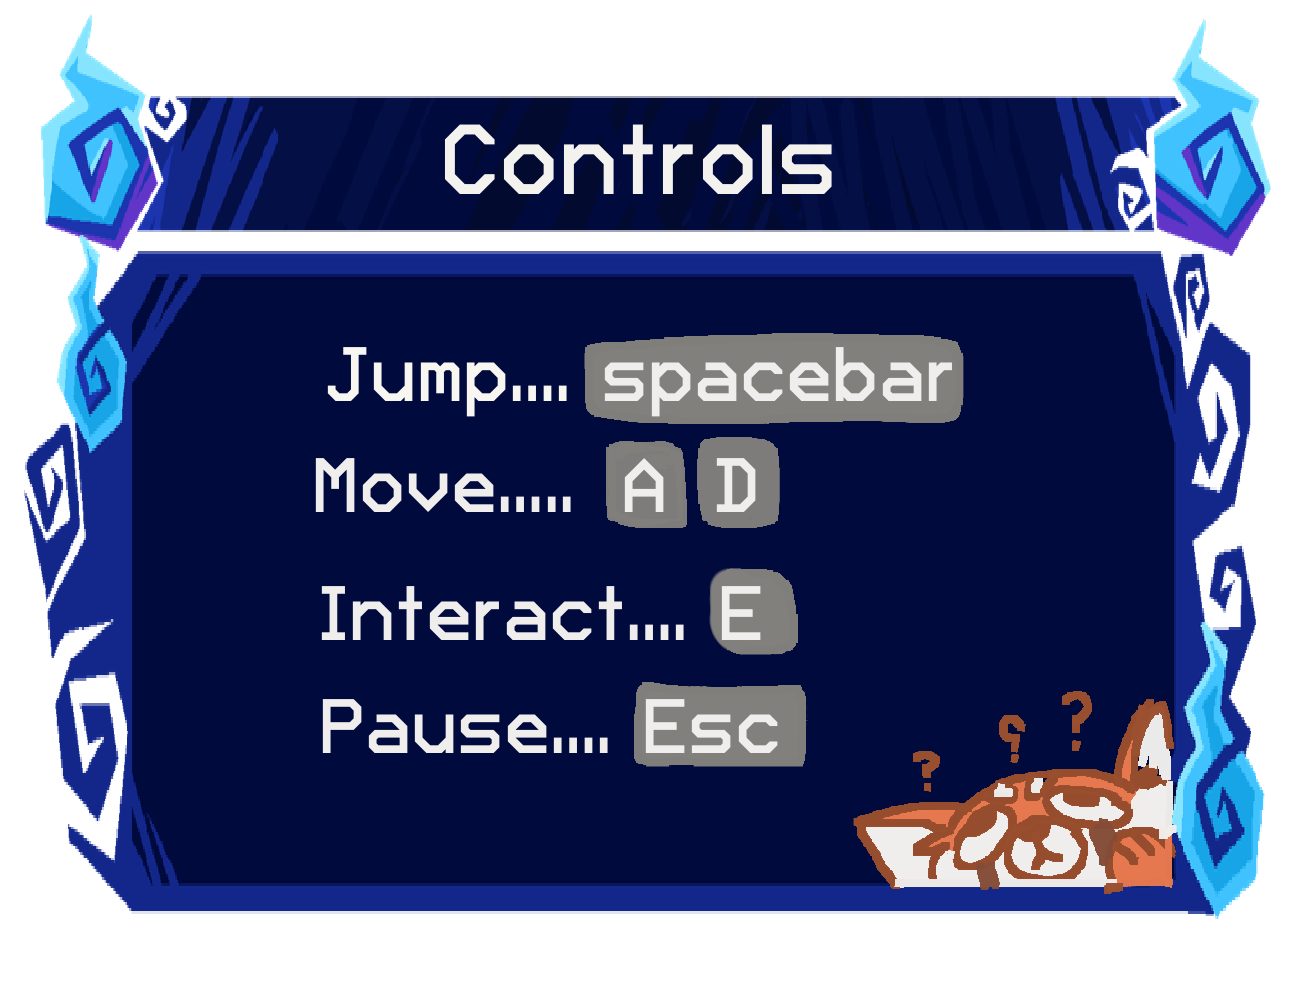 Controls
Jump.... spacebar
Move..... A D
Interact.... E
Pause.... Esc
? ? ?